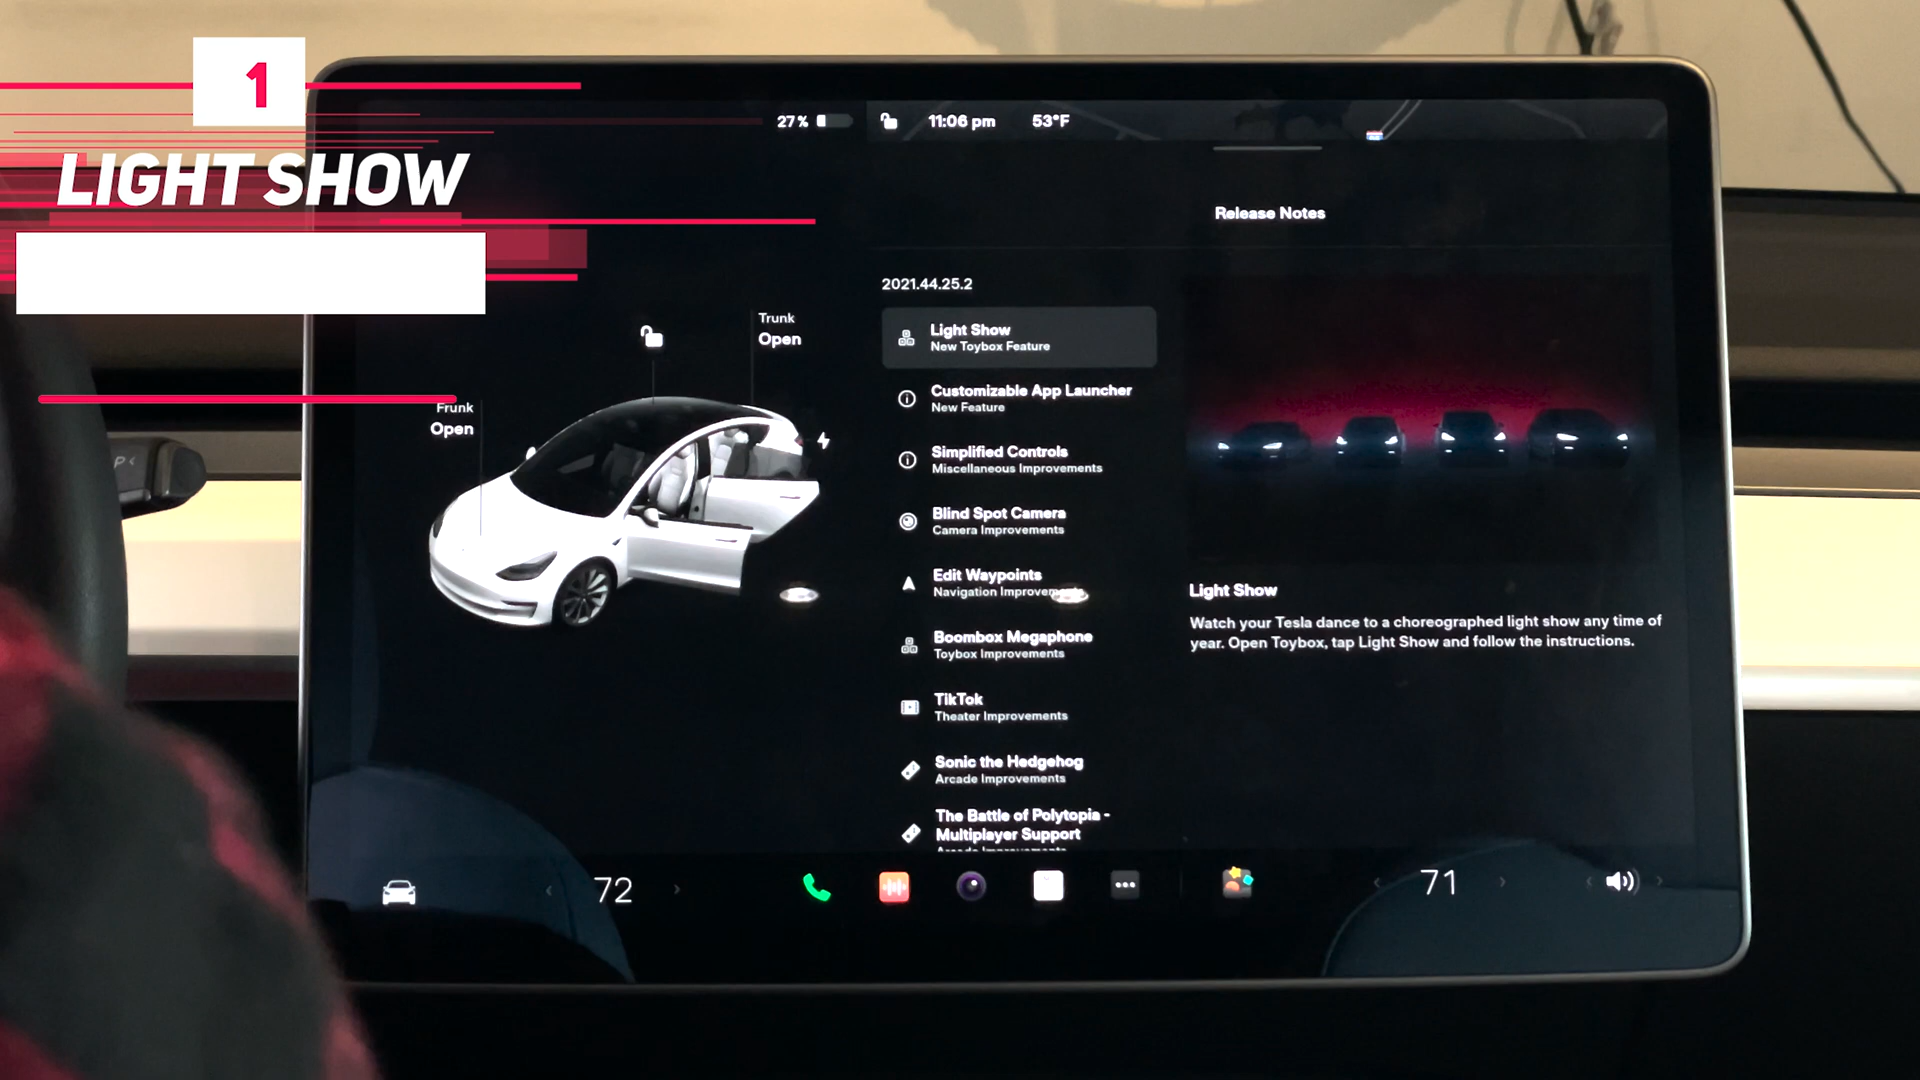 1
LIGHT SHOW
27%
11:06 pm
53°F
Release Notes
2021.44.25.2
Light Show
New Toybox Feature
Customizable App Launcher
New Feature
Simplified Controls
Miscellaneous Improvements
Blind Spot Camera
Camera Improvements
Edit Waypoints
Navigation Improvements
Boombox Megaphone
Toybox Improvements
TikTok
Theater Improvements
Sonic the Hedgehog
Arcade Improvements
The Battle of Polytopia -
Multiplayer Support
Trunk
Open
Frunk
Open
Light Show
Watch your Tesla dance to a choreographed light show any time of
year. Open Toybox, tap Light Show and follow the instructions.
P
72
71